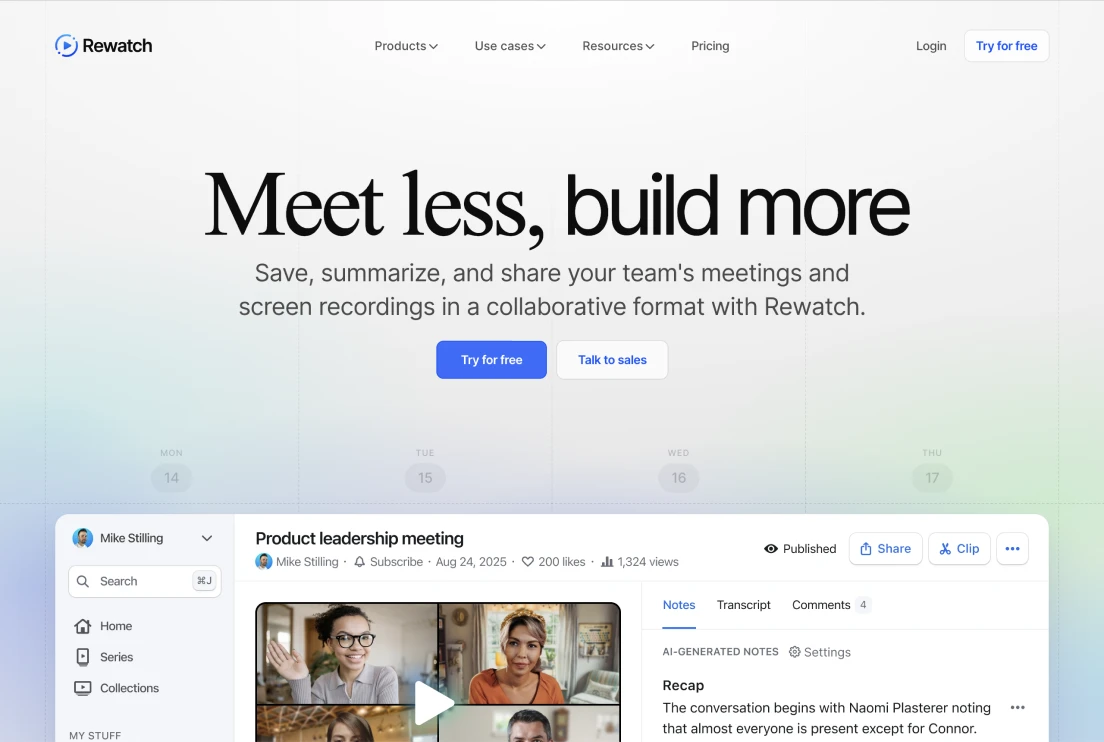 Rewatch
Products
Use cases
Resources
Pricing
Login
Try for free
Meet less, build more
Save, summarize, and share your team's meetings and
screen recordings in a collaborative format with Rewatch.
Try for free
Talk to sales
MON
14
TUE
15
WED
16
THU
17
Mike Stilling
Search
⌘J
Home
Series
Collections
MY STUFF
Product leadership meeting
Mike Stilling · Subscribe · Aug 24, 2025 · 200 likes · 1,324 views
Published
Share
Clip
Notes
Transcript
Comments 4
AI-GENERATED NOTES
Settings
Recap
The conversation begins with Naomi Plasterer noting
that almost everyone is present except for Connor.